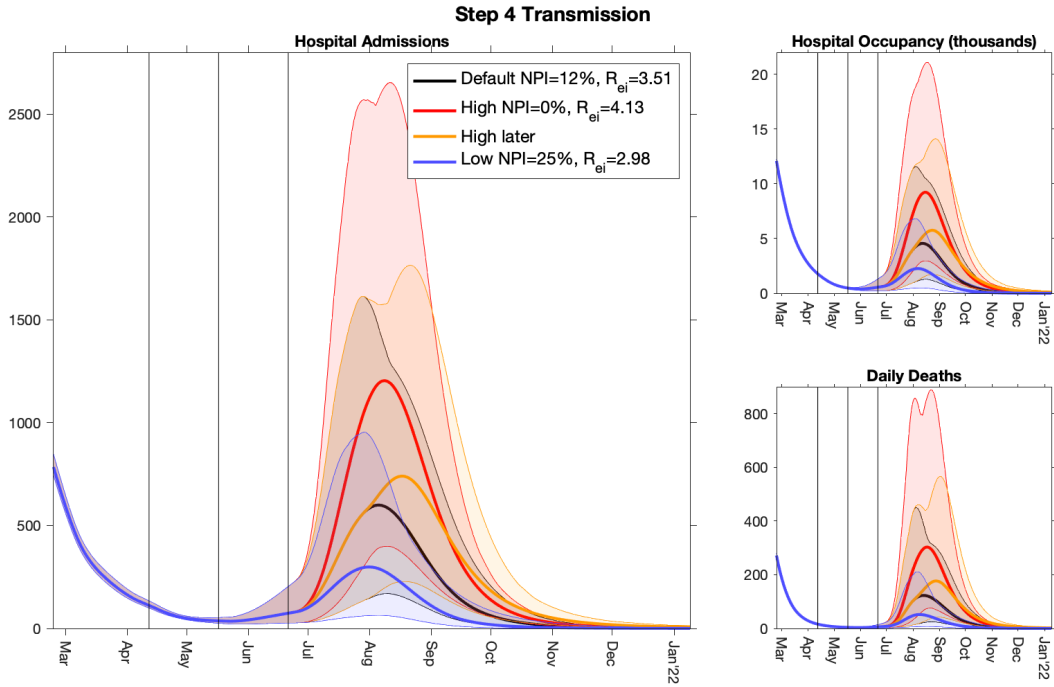 Step 4 Transmission
Hospital Admissions
2500
2000
1500
1000
500
0
Mar
Apr
May
Jun
Jul
Aug
Sep
Oct
Nov
Dec
Jan'22
Default NPI=12%, R_ei=3.51
High NPI=0%, R_ei=4.13
High later
Low NPI=25%, R_ei=2.98
Hospital Occupancy (thousands)
20
15
10
5
0
Mar
Apr
May
Jun
Jul
Aug
Sep
Oct
Nov
Dec
Jan'22
Daily Deaths
800
600
400
200
0
Mar
Apr
May
Jun
Jul
Aug
Sep
Oct
Nov
Dec
Jan'22